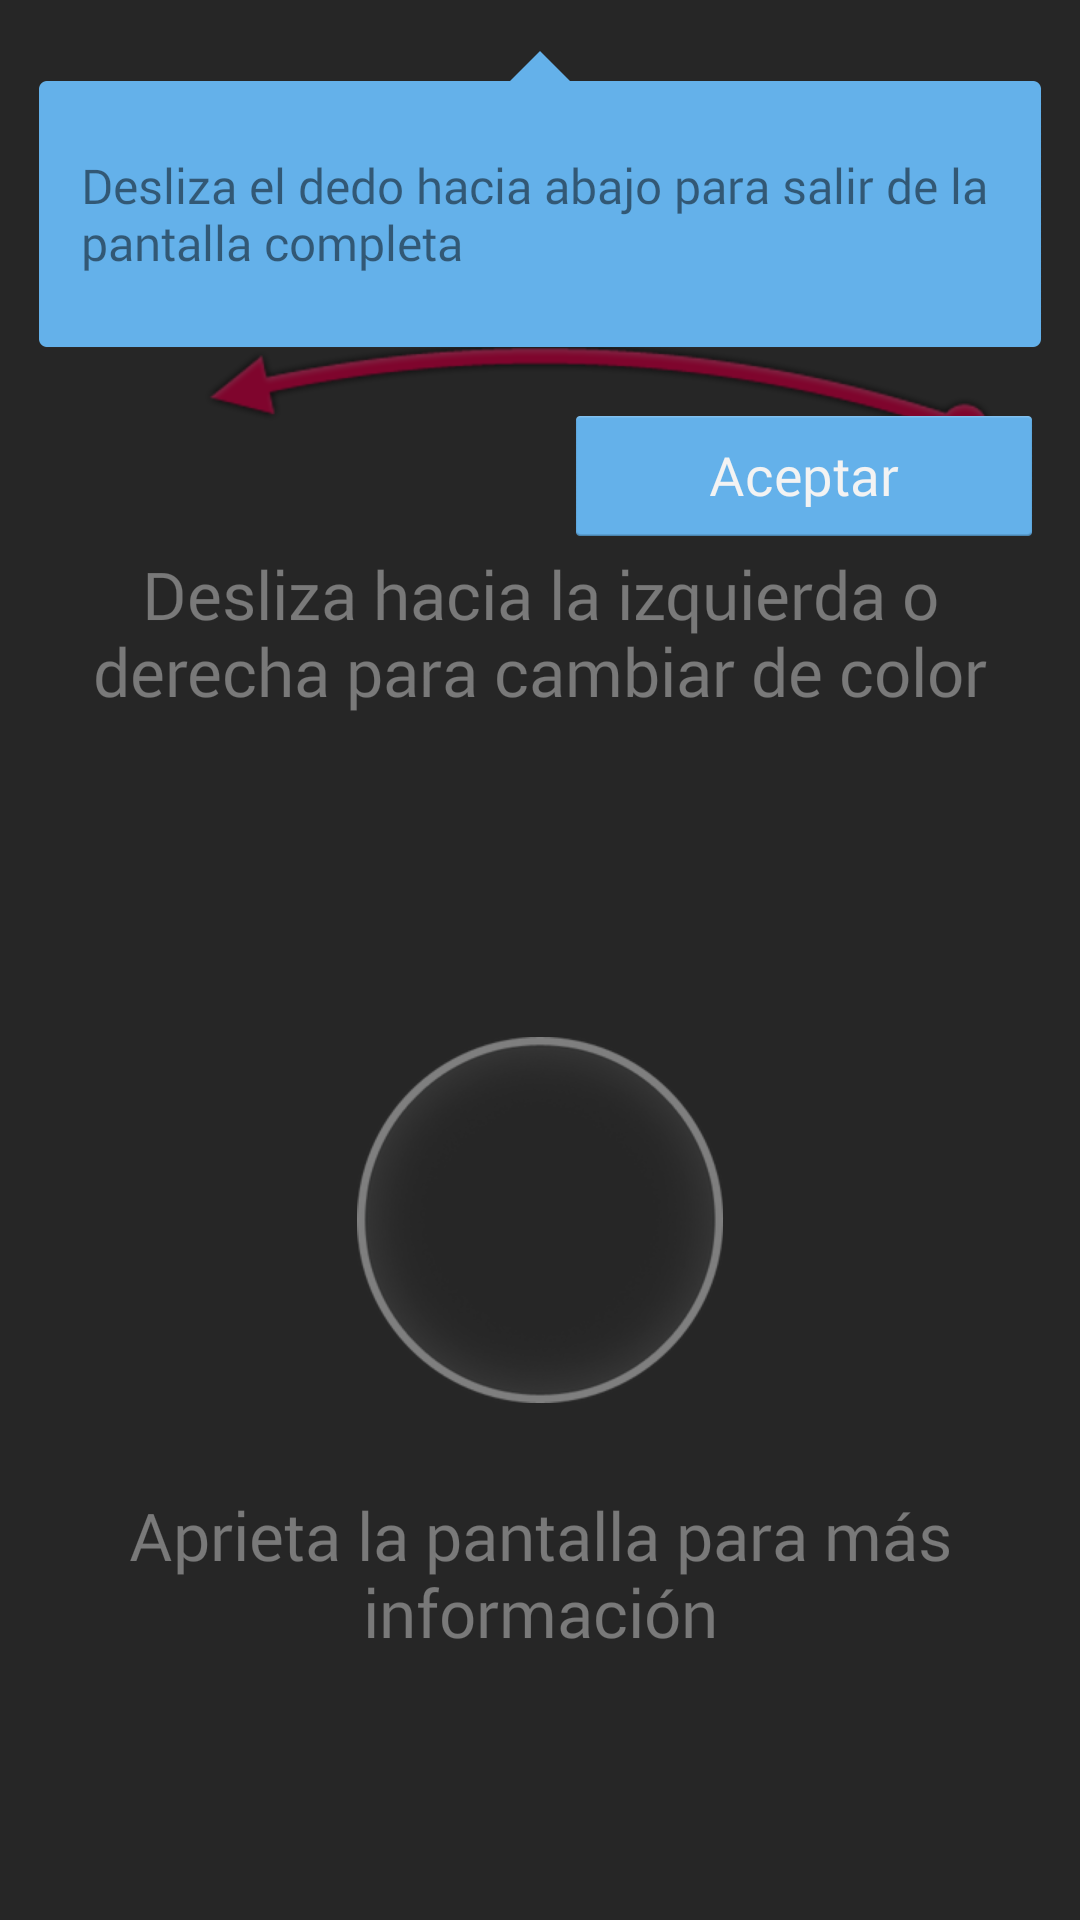 Desliza el dedo hacia abajo para salir de la
pantalla completa
Aceptar
Desliza hacia la izquierda o
derecha para cambiar de color
Aprieta la pantalla para más
información